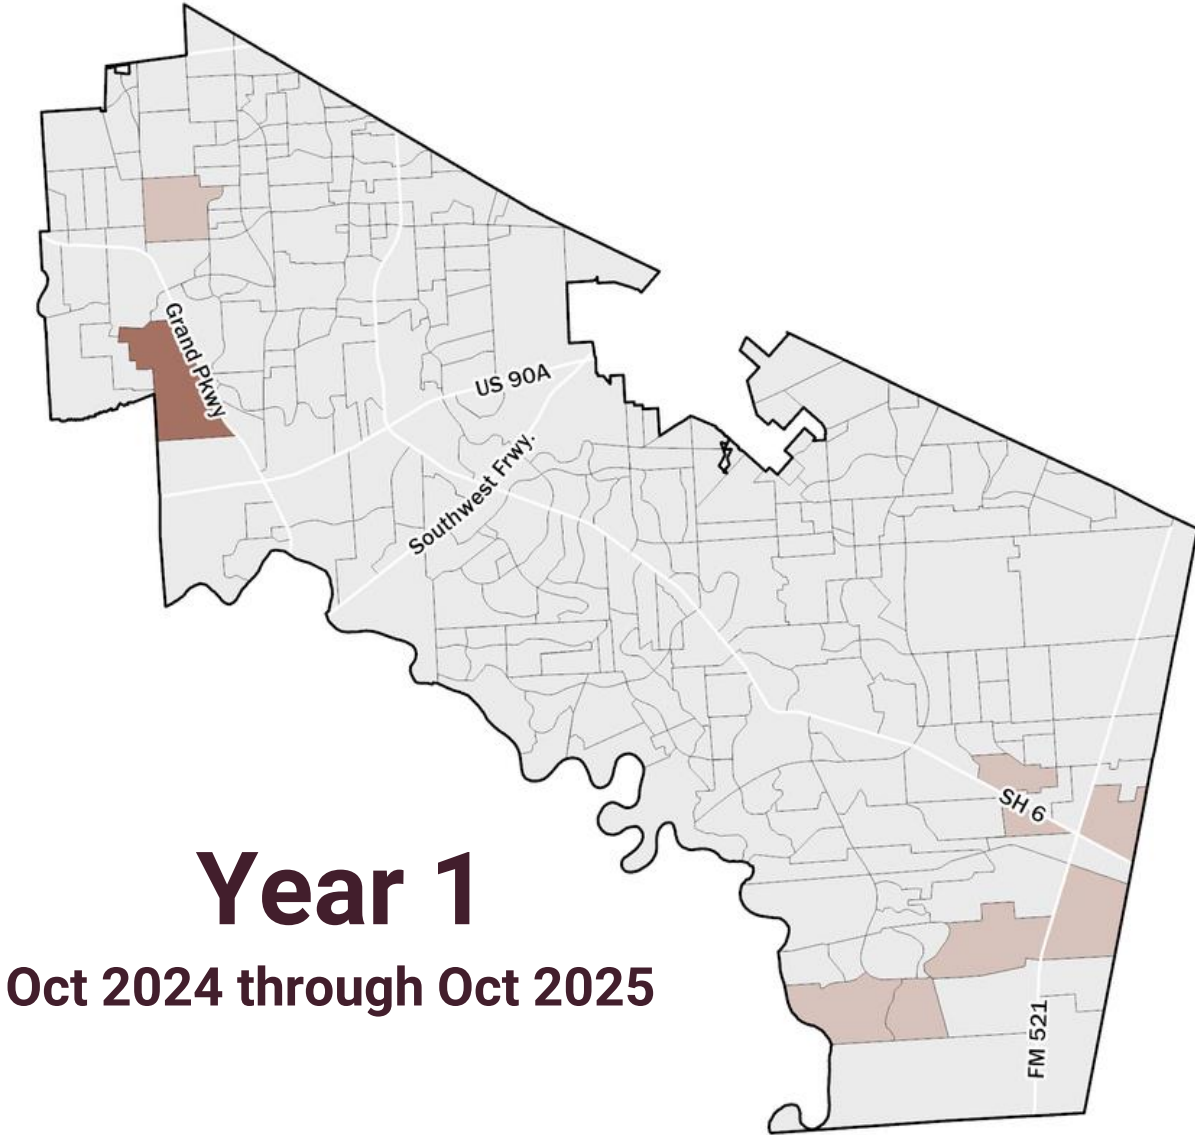 Grand Pkwy
US 90A
Southwest Frwy.
SH 6
Year 1
Oct 2024 through Oct 2025
FM 521